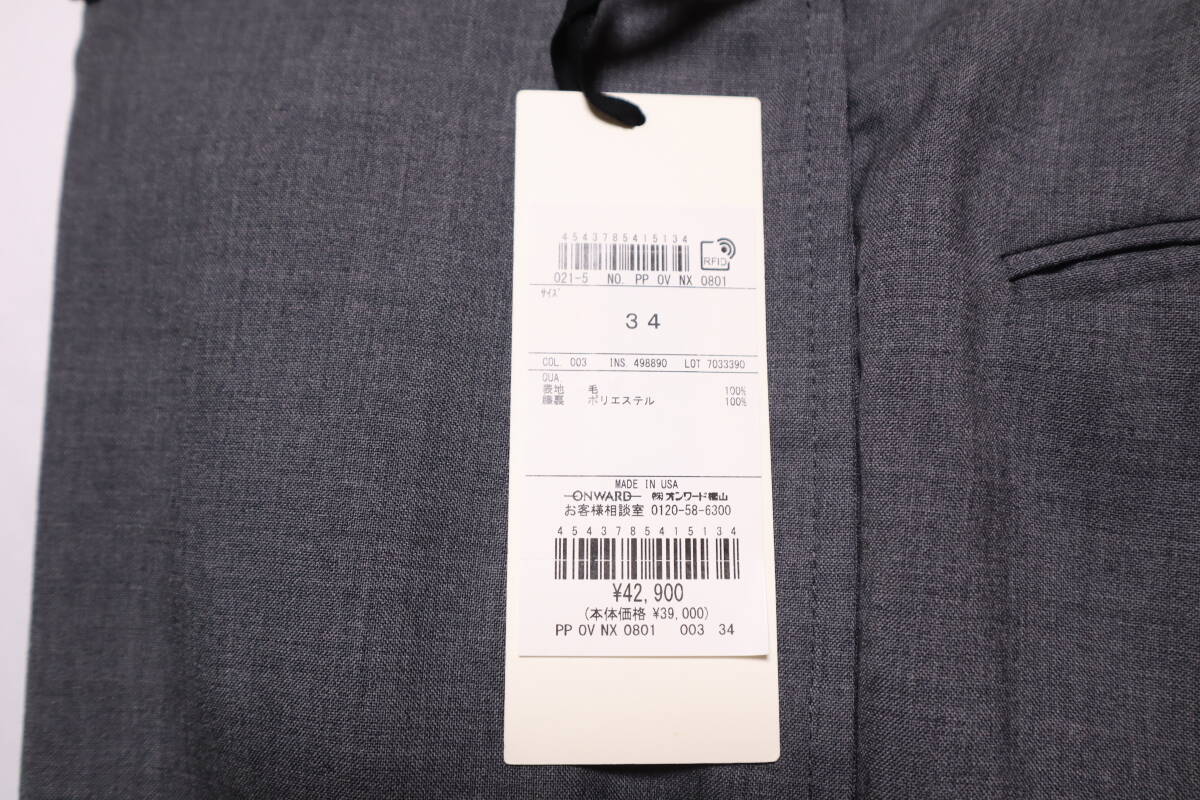 4543785415134
RFID
021-5 NO. PP OV NX 0801
ｻｲｽﾞ
34
COL. 003 INS. 498890 LOT 7033390
QUA.
表地 毛 100%
膝裏 ポリエステル 100%
MADE IN USA
ONWARD ㈱オンワード樫山
お客様相談室 0120-58-6300
4543785415134
¥42,900
(本体価格 ¥39,000)
PP OV NX 0801 003 34